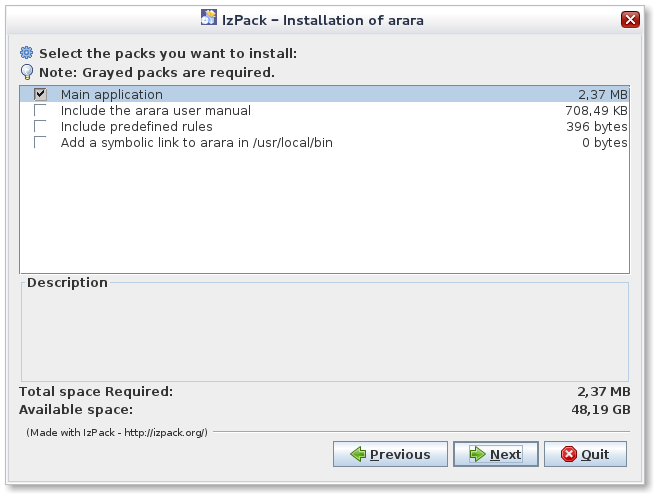 IzPack – Installation of arara
Select the packs you want to install:
Note: Grayed packs are required.
Main application 2,37 MB
Include the arara user manual 708,49 KB
Include predefined rules 396 bytes
Add a symbolic link to arara in /usr/local/bin 0 bytes
Description
Total space Required: 2,37 MB
Available space: 48,19 GB
(Made with IzPack - http://izpack.org/)
Previous Next Quit